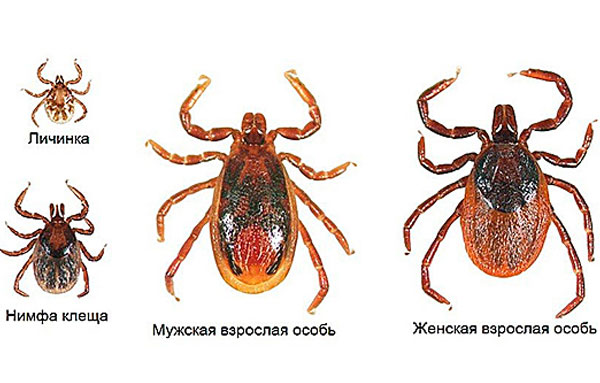 Личинка
Нимфа клеща
Мужская взрослая особь
Женская взрослая особь